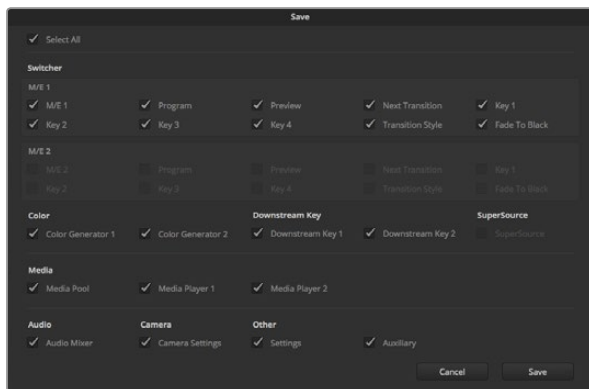 Save
Select All
Switcher
M/E 1
M/E 1 Program Preview Next Transition Key 1
Key 2 Key 3 Key 4 Transition Style Fade To Black
M/E 2
M/E 2 Program Preview Next Transition Key 1
Key 2 Key 3 Key 4 Transition Style Fade To Black
Color Downstream Key SuperSource
Color Generator 1 Color Generator 2 Downstream Key 1 Downstream Key 2 SuperSource
Media
Media Pool Media Player 1 Media Player 2
Audio Camera Other
Audio Mixer Camera Settings Settings Auxiliary
Cancel Save